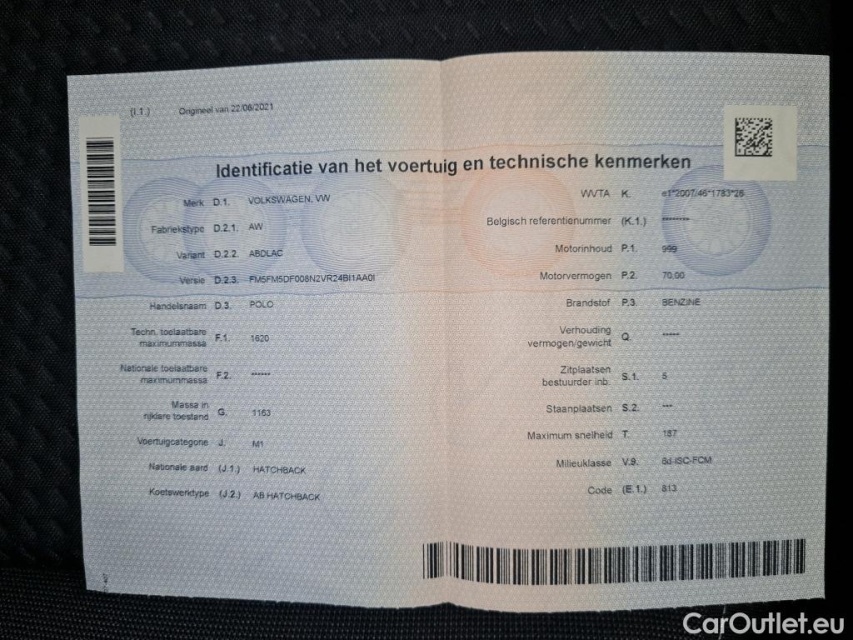 (I.1.) Origineel van 22/06/2021
Identificatie van het voertuig en technische kenmerken
Merk D.1. VOLKSWAGEN, VW
Fabriekstype D.2.1. AW
Variant D.2.2. ABDLAC
Versie D.2.3. FM5FM5DF008N2VR24BI1AA0I
Handelsnaam D.3. POLO
Techn. toelaatbare
maximummassa F.1. 1620
Nationale toelaatbare
maximummassa F.2. ------
Massa in
rijklare toestand G. 1163
Voertuigcategorie J. M1
Nationale aard (J.1.) HATCHBACK
Koetswerktype (J.2.) AB HATCHBACK
WVTA K. e1*2007/46*1783*26
Belgisch referentienummer (K.1.) --------
Motorinhoud P.1. 999
Motorvermogen P.2. 70.00
Brandstof P.3. BENZINE
Verhouding
vermogen/gewicht Q. -----
Zitplaatsen
bestuurder inb. S.1. 5
Staanplaatsen S.2. ---
Maximum snelheid T. 187
Milieuklasse V.9. 6d-ISC-FCM
Code (E.1.) 813
CarOutlet.eu